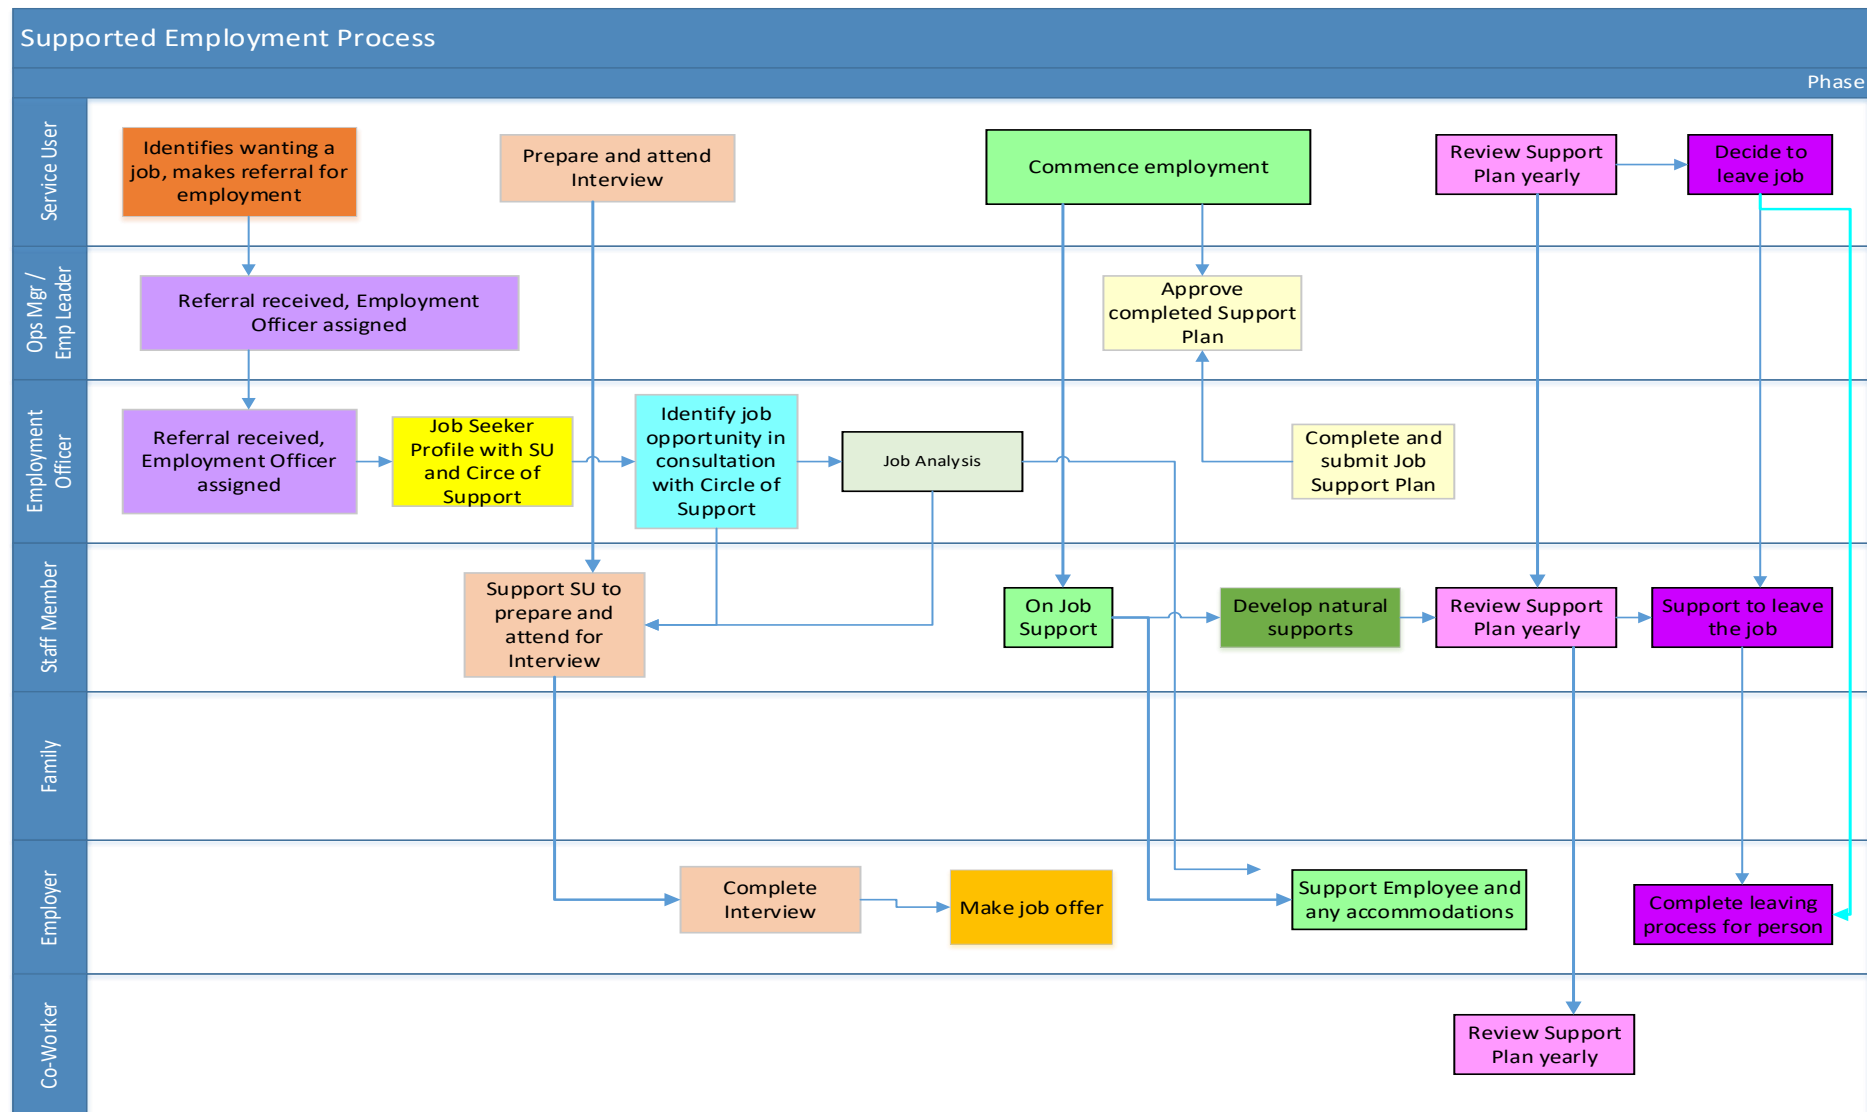 Supported Employment Process
Phase
Service User
Identifies wanting a
job, makes referral for
employment
Prepare and attend
Interview
Commence employment
Review Support
Plan yearly
Decide to
leave job
Ops Mgr /
Emp Leader
Referral received, Employment
Officer assigned
Approve
completed Support
Plan
Employment
Officer
Referral received,
Employment Officer
assigned
Job Seeker
Profile with SU
and Circe of
Support
Identify job
opportunity in
consultation
with Circle of
Support
Job Analysis
Complete and
submit Job
Support Plan
Staff Member
Support SU to
prepare and
attend for
Interview
On Job
Support
Develop natural
supports
Review Support
Plan yearly
Support to leave
the job
Family
Employer
Complete
Interview
Make job offer
Support Employee and
any accommodations
Complete leaving
process for person
Co-Worker
Review Support
Plan yearly